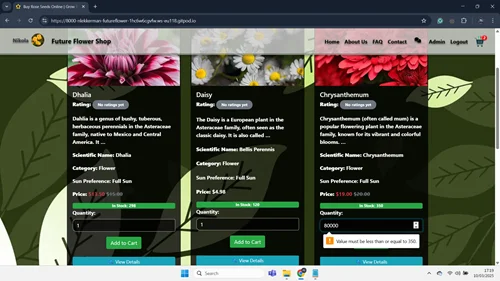 Buy Rose Seeds Online | Grow
https://8000-nlekkerman-futureflower-1hcliw6cgvfw.ws-eu118.gitpod.io
Nikola Future Flower Shop Home About Us FAQ Contact Admin Logout
Dhalia
Rating: No ratings yet
Dahlia is a genus of bushy, tuberous,
herbaceous perennials in the Asteraceae
family, native to Mexico and Central
America. It ...
Scientific Name: Dhalia
Category: Flower
Sun Preference: Full Sun
Price:
In Stock: 298
Quantity:
1
Add to Cart
View Details
Daisy
Rating: No ratings yet
The Daisy is a European plant in the
Asteraceae family, often seen as the
classic daisy. It is also called ...
Scientific Name: Bellis Perennis
Category: Flower
Sun Preference: Full Sun
Price: $4.98
In Stock: 120
Quantity:
1
Add to Cart
View Details
Chrysanthemum
Rating: No ratings yet
Chrysanthemum (often called mum) is a
popular flowering plant in the Asteraceae
family, known for its vibrant and colorful
blooms. ...
Scientific Name: Chrysanthemum
Category: Flower
Sun Preference: Full Sun
Price: $19.00 $20.00
In Stock: 350
Quantity:
80000
Value must be less than or equal to 350.
View Details
Search
17:29
10/03/2025